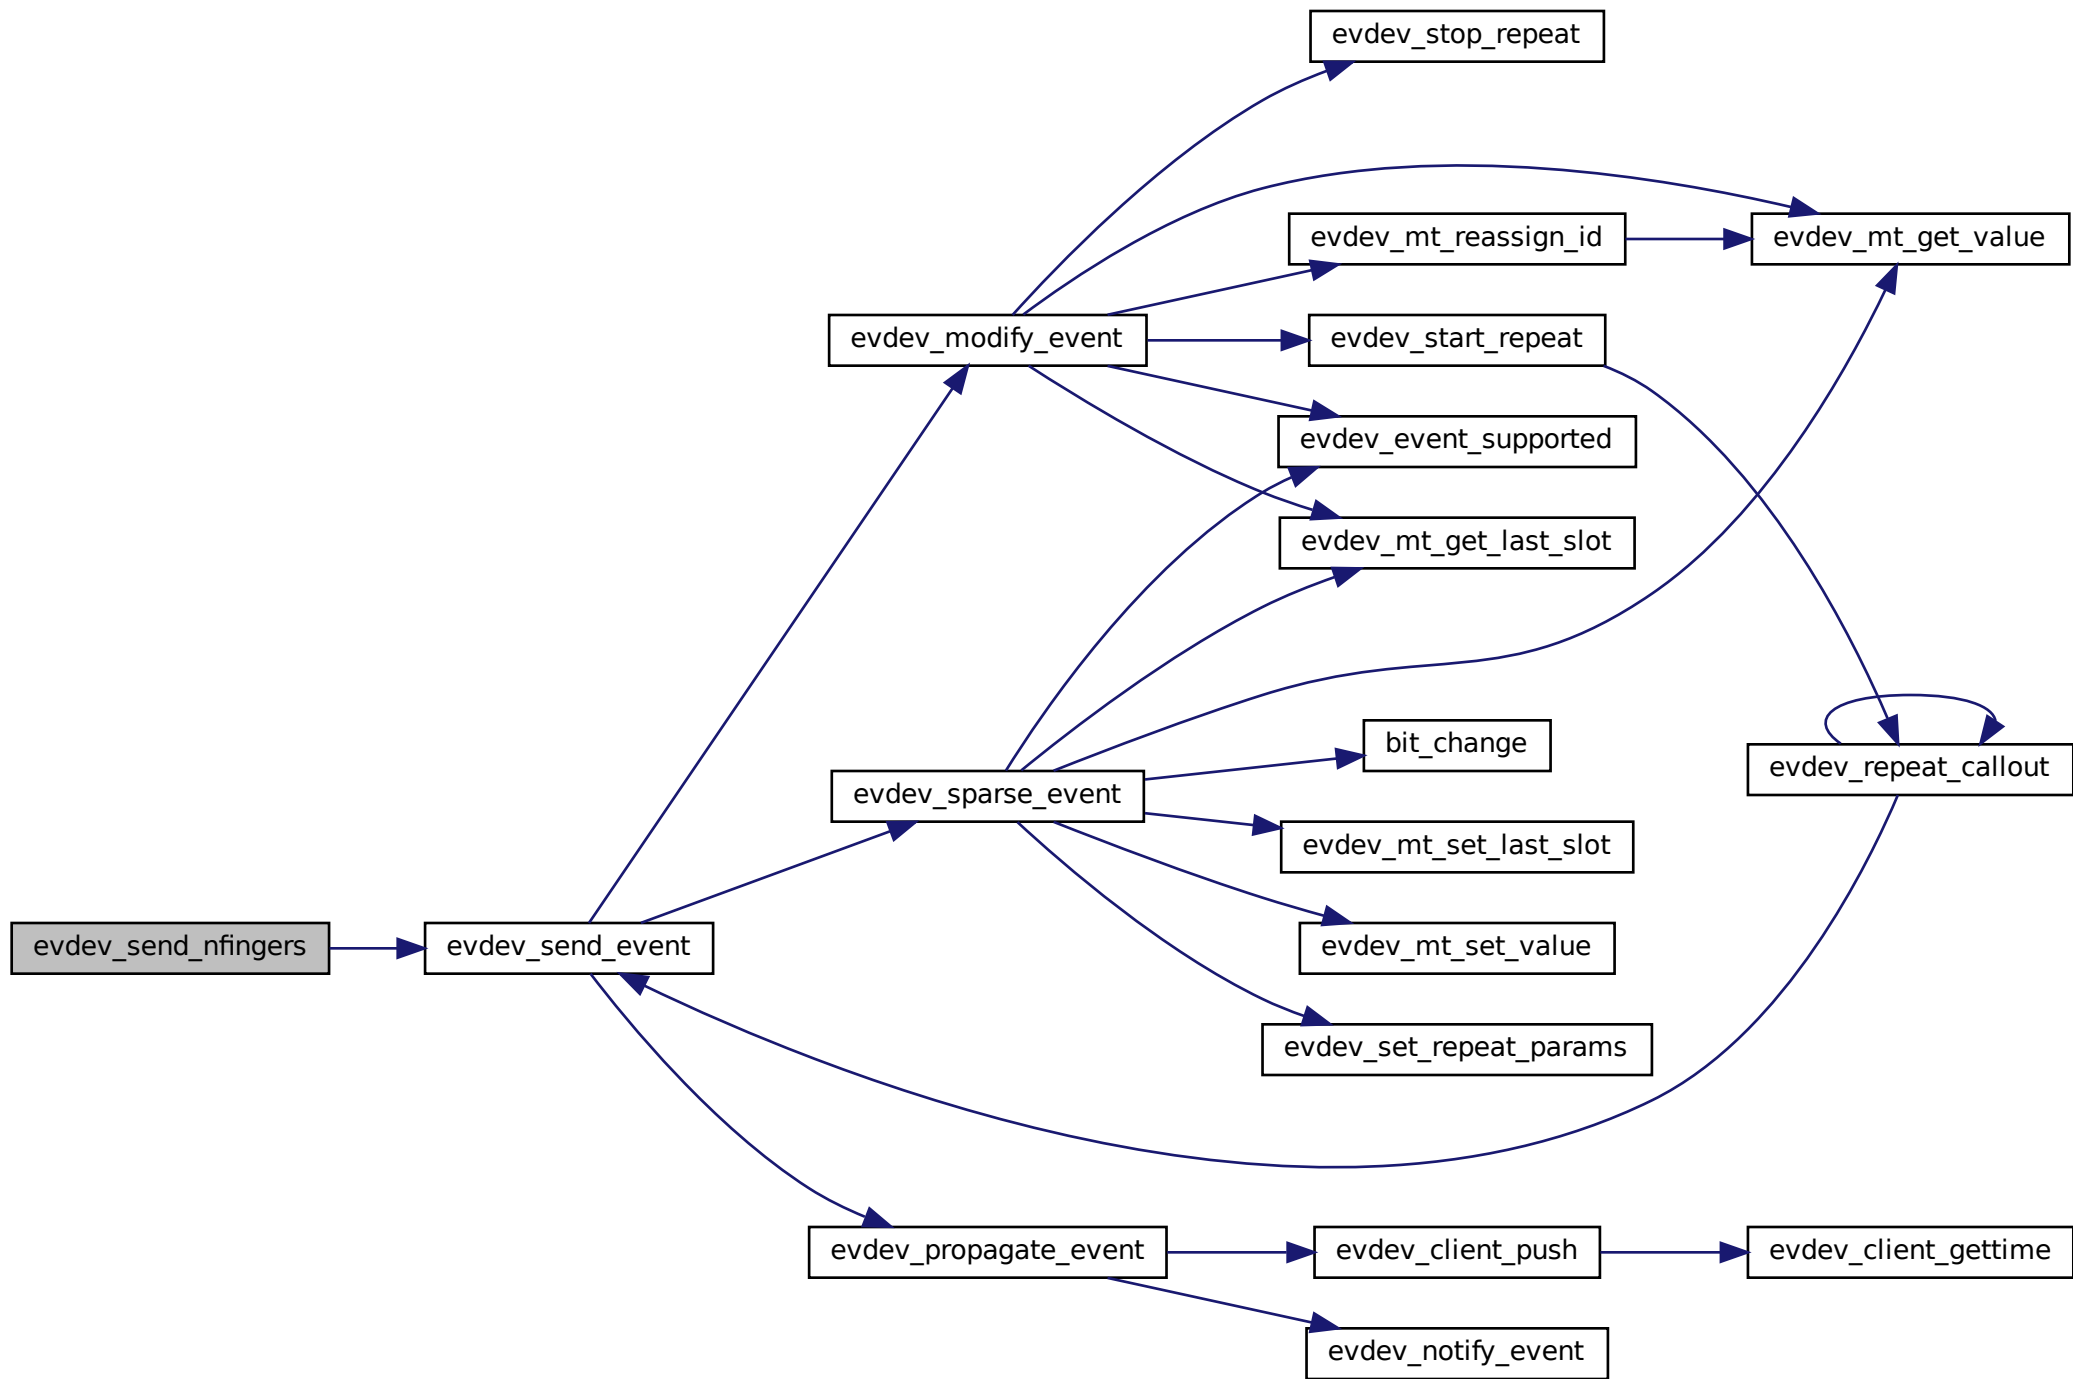 evdev_stop_repeat
evdev_mt_reassign_id
evdev_mt_get_value
evdev_modify_event
evdev_start_repeat
evdev_event_supported
evdev_mt_get_last_slot
bit_change
evdev_repeat_callout
evdev_sparse_event
evdev_mt_set_last_slot
evdev_send_nfingers
evdev_send_event
evdev_mt_set_value
evdev_set_repeat_params
evdev_propagate_event
evdev_client_push
evdev_client_gettime
evdev_notify_event